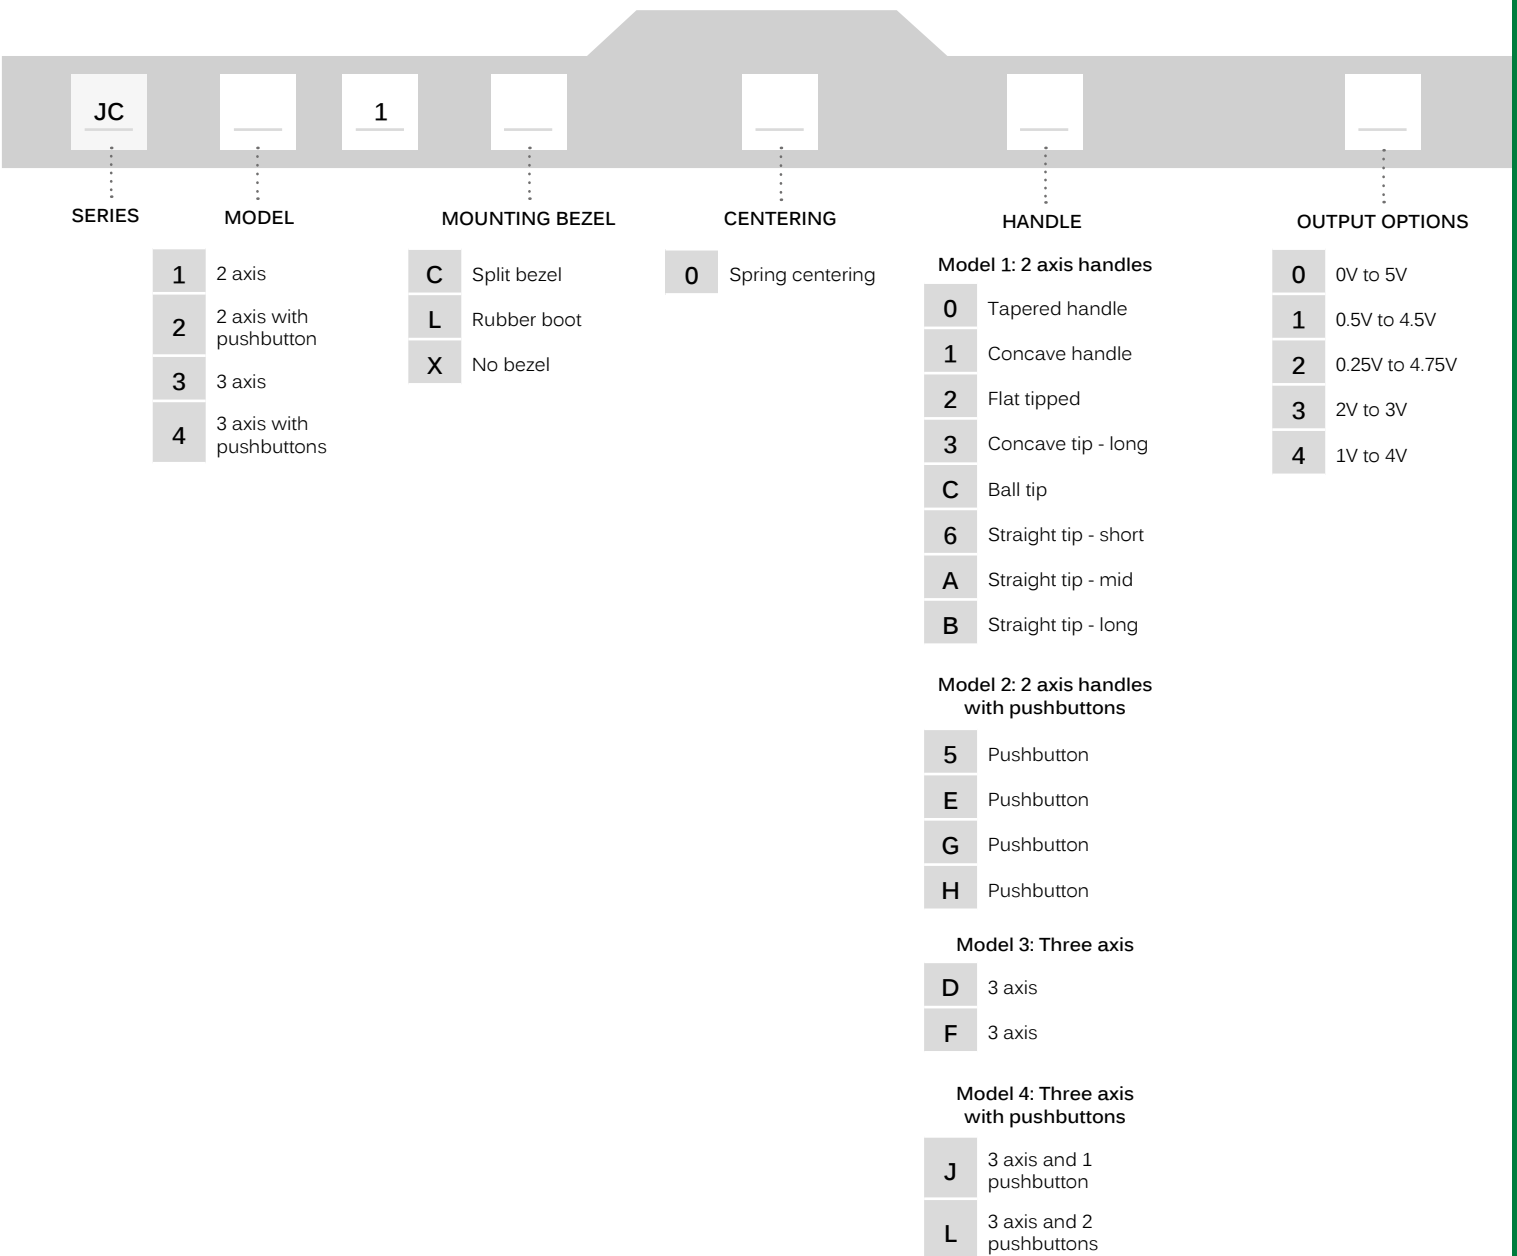 JC
1
SERIES
MODEL
1 2 axis
2 2 axis with
pushbutton
3 3 axis
4 3 axis with
pushbuttons
MOUNTING BEZEL
C Split bezel
L Rubber boot
X No bezel
CENTERING
0 Spring centering
HANDLE
Model 1: 2 axis handles
0 Tapered handle
1 Concave handle
2 Flat tipped
3 Concave tip - long
C Ball tip
6 Straight tip - short
A Straight tip - mid
B Straight tip - long
Model 2: 2 axis handles
with pushbuttons
5 Pushbutton
E Pushbutton
G Pushbutton
H Pushbutton
Model 3: Three axis
D 3 axis
F 3 axis
Model 4: Three axis
with pushbuttons
J 3 axis and 1
pushbutton
L 3 axis and 2
pushbuttons
OUTPUT OPTIONS
0 0V to 5V
1 0.5V to 4.5V
2 0.25V to 4.75V
3 2V to 3V
4 1V to 4V